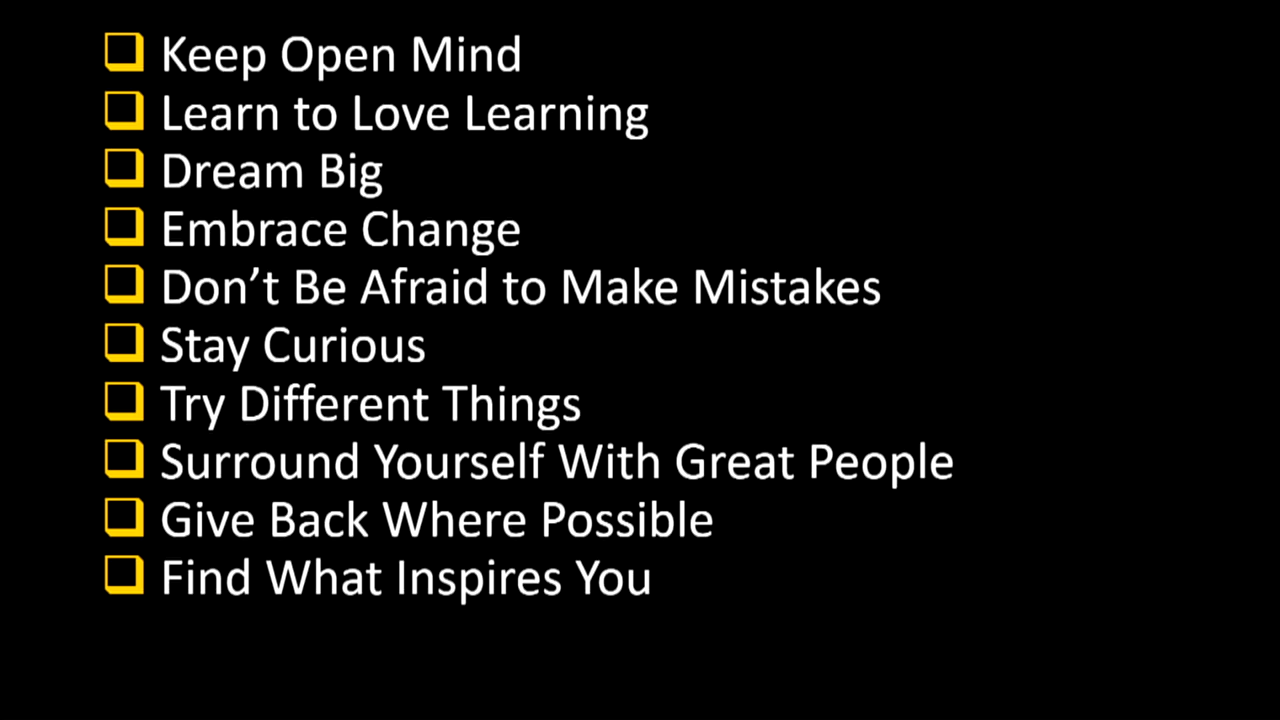 Keep Open Mind
Learn to Love Learning
Dream Big
Embrace Change
Don’t Be Afraid to Make Mistakes
Stay Curious
Try Different Things
Surround Yourself With Great People
Give Back Where Possible
Find What Inspires You